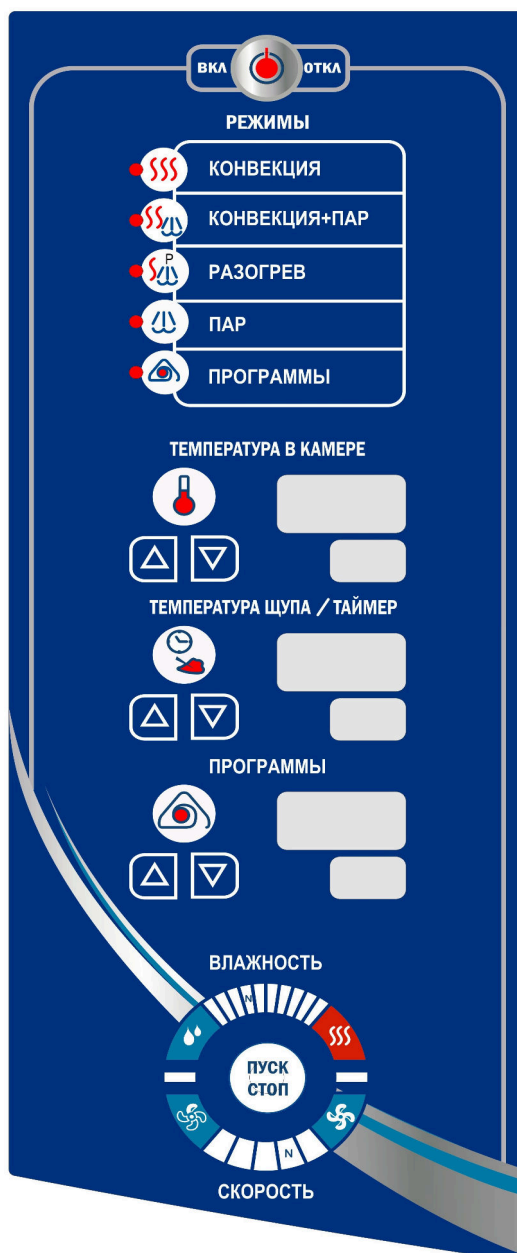 ВКЛ ОТКЛ
РЕЖИМЫ
КОНВЕКЦИЯ
КОНВЕКЦИЯ+ПАР
P
РАЗОГРЕВ
ПАР
ПРОГРАММЫ
ТЕМПЕРАТУРА В КАМЕРЕ
ТЕМПЕРАТУРА ЩУПА / ТАЙМЕР
ПРОГРАММЫ
ВЛАЖНОСТЬ
N
ПУСК
СТОП
N
СКОРОСТЬ